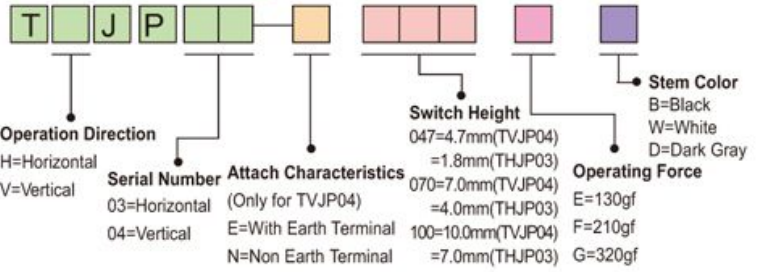 T J P
Operation Direction
H=Horizontal
V=Vertical
Serial Number
03=Horizontal
04=Vertical
Attach Characteristics
(Only for TVJP04)
E=With Earth Terminal
N=Non Earth Terminal
Switch Height
047=4.7mm(TVJP04)
=1.8mm(THJP03)
070=7.0mm(TVJP04)
=4.0mm(THJP03)
100=10.0mm(TVJP04)
=7.0mm(THJP03)
Operating Force
E=130gf
F=210gf
G=320gf
Stem Color
B=Black
W=White
D=Dark Gray